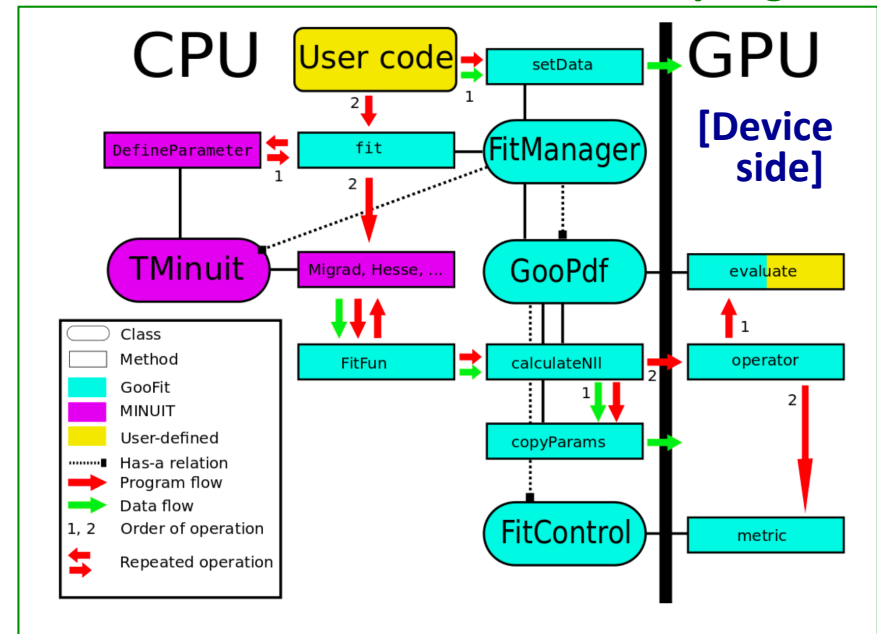 CPU
User code
setData
GPU
1
2
[Device
side]
DefineParameter
fit
FitManager
1
2
TMinuit
Migrad, Hesse, ...
GooPdf
evaluate
1
FitFun
calculateNll
2
operator
1
2
copyParams
FitControl
metric
Class
Method
GooFit
MINUIT
User-defined
Has-a relation
Program flow
Data flow
1, 2 Order of operation
Repeated operation